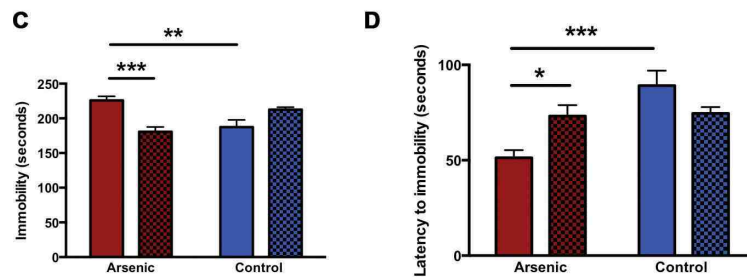 C
**
***
Immobility (seconds)
250
200
150
100
50
0
Arsenic Control
D
***
*
Latency to immobility (seconds)
100
50
0
Arsenic Control